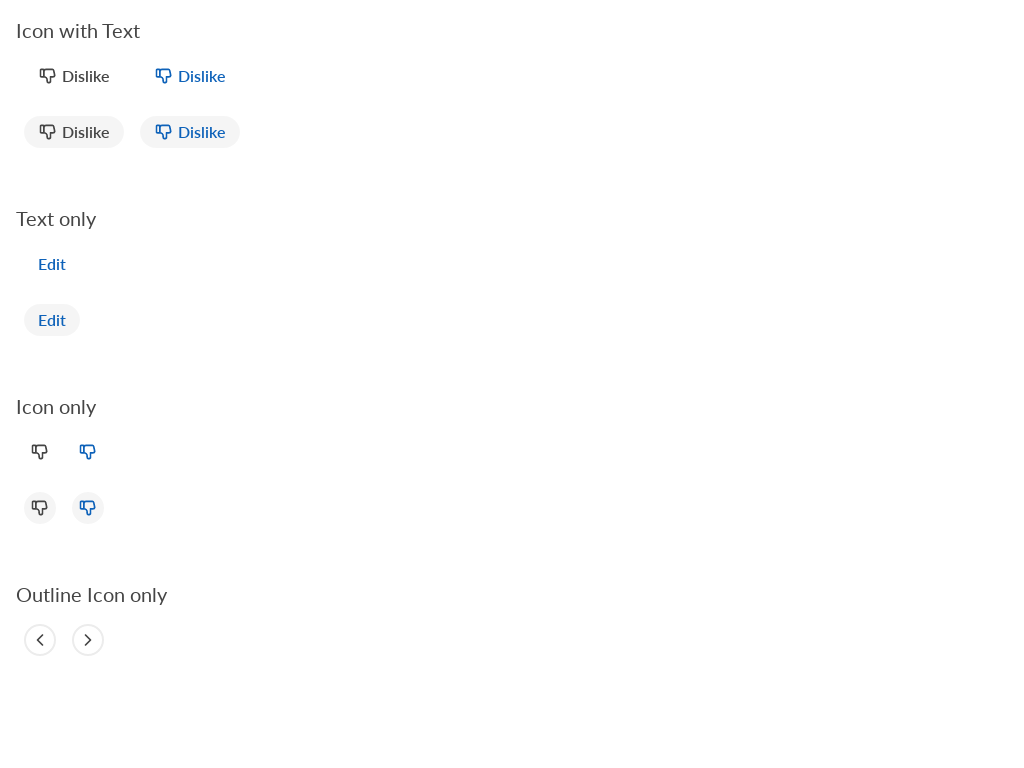 Icon with Text
Dislike Dislike
Dislike Dislike
Text only
Edit
Edit
Icon only
Outline Icon only